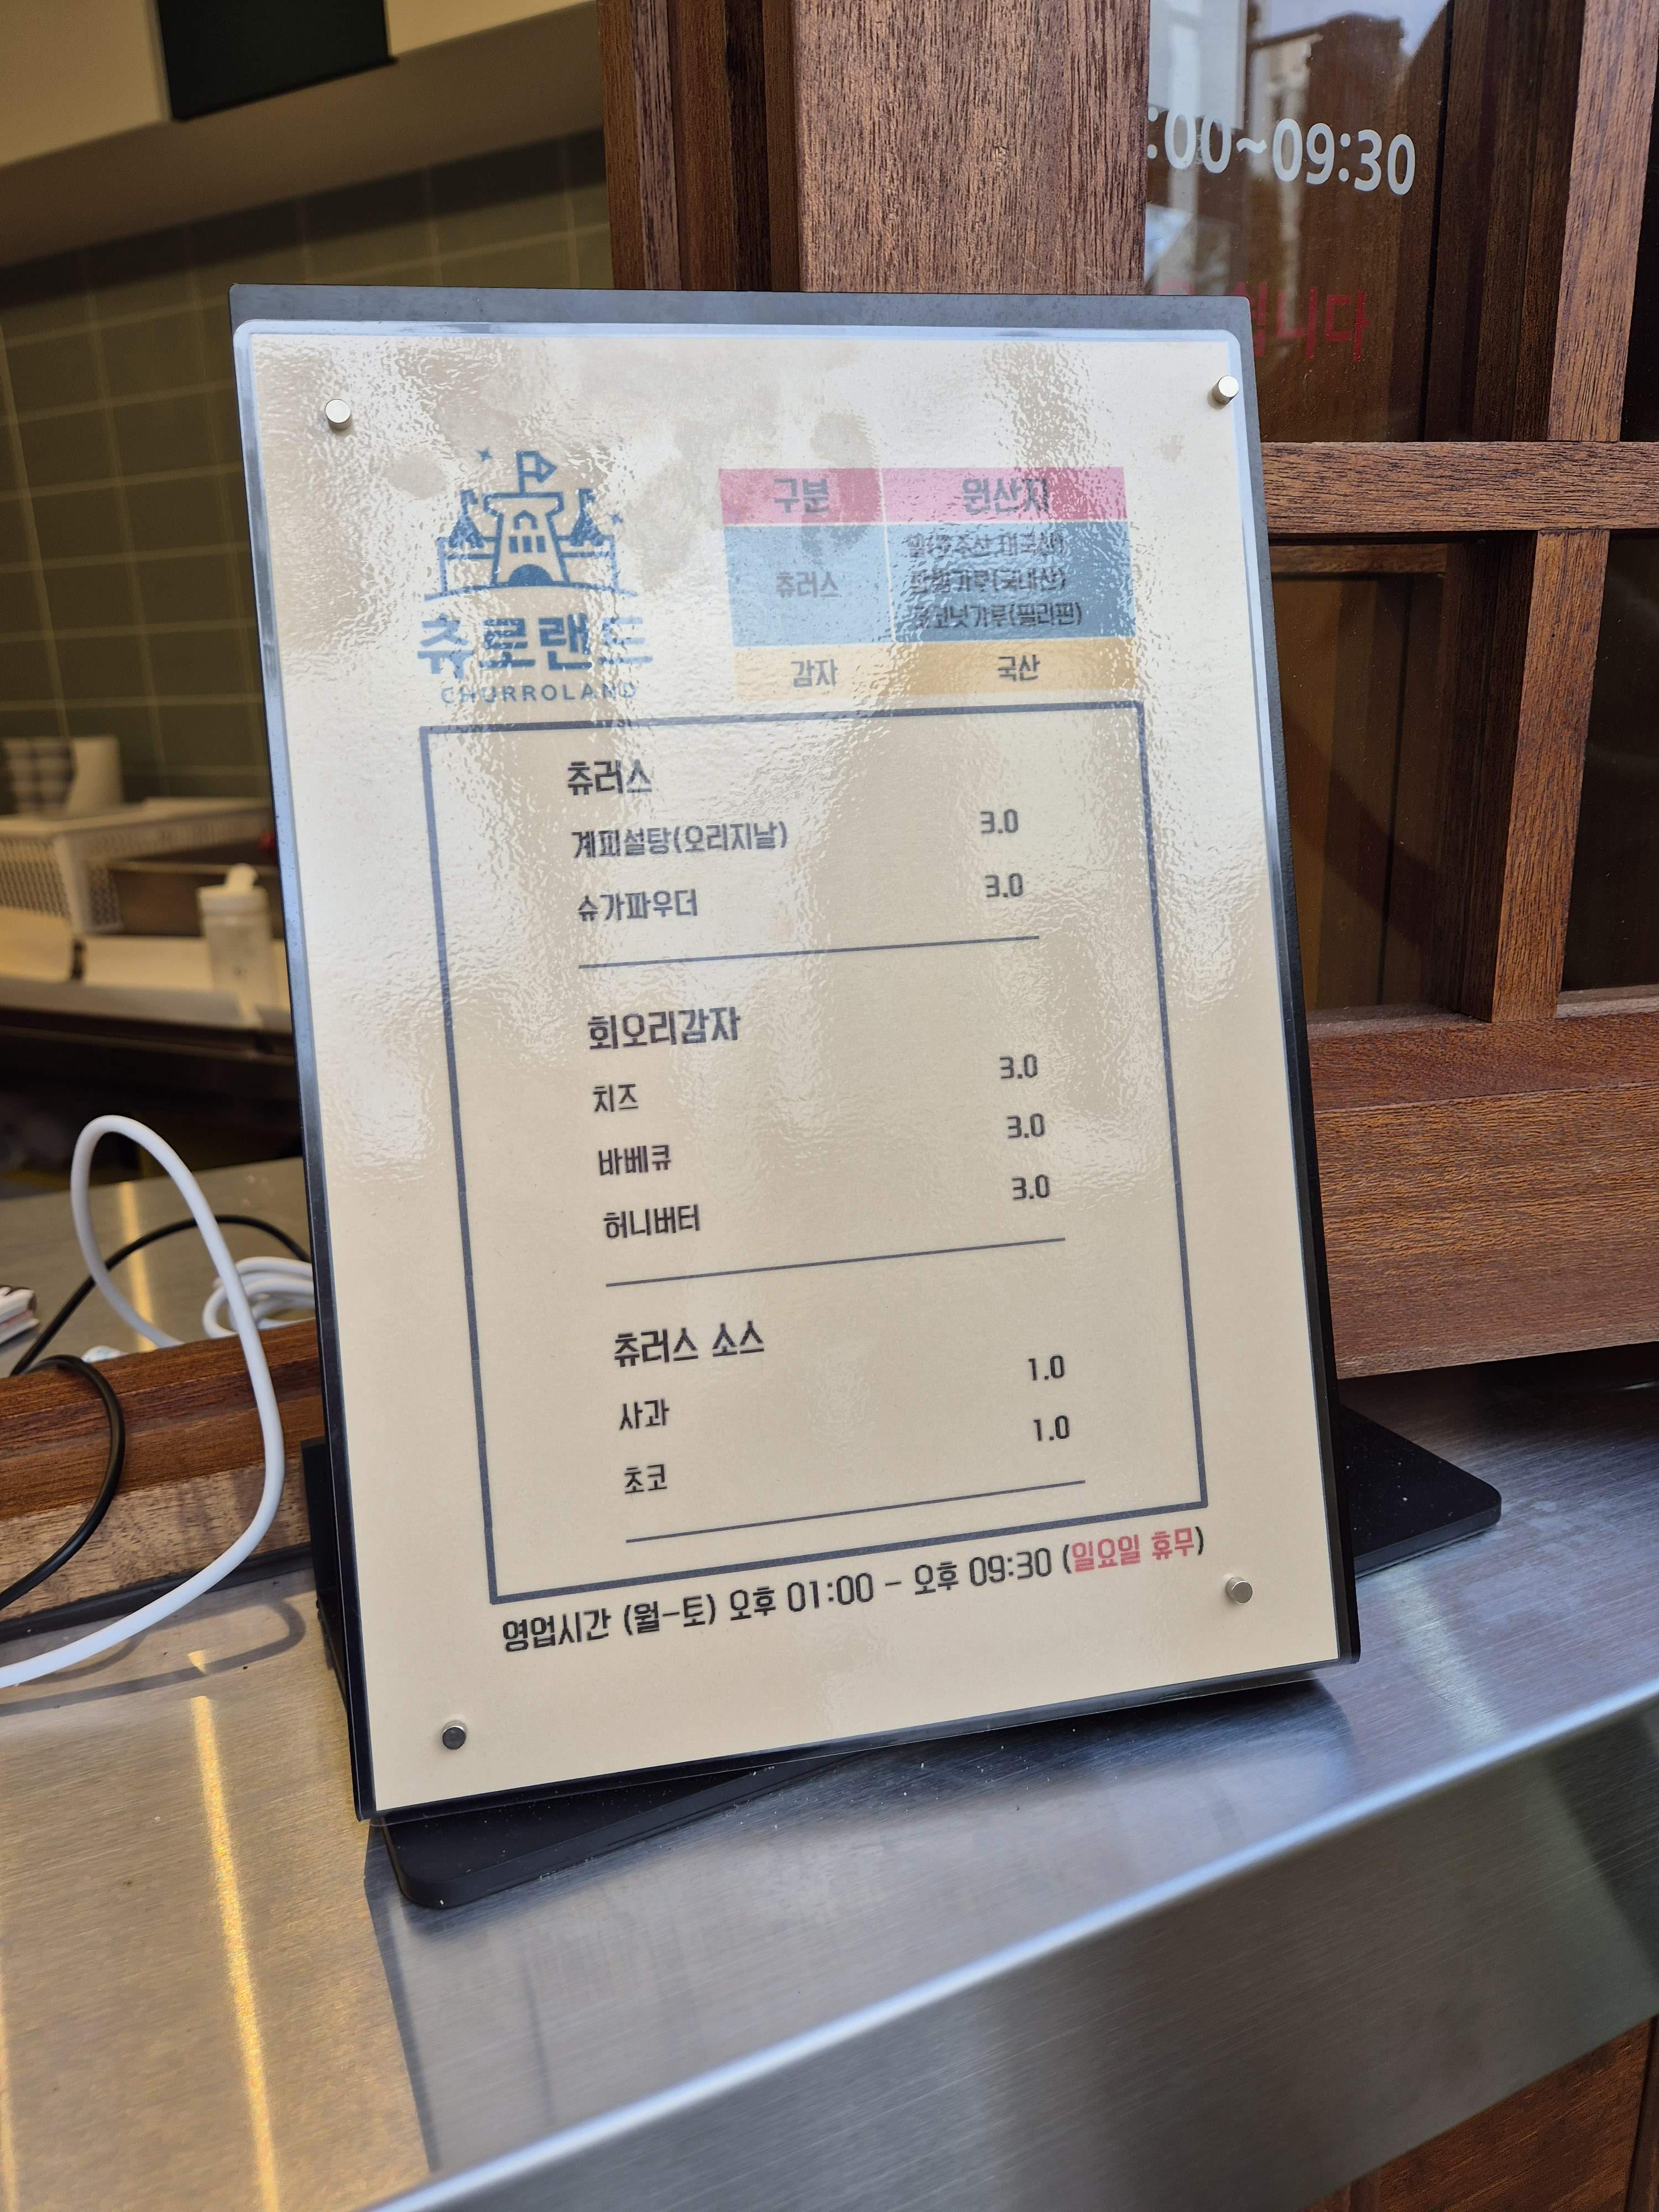 :00~09:30
니다
구분 원산지
츄러스
찹쌀가루(국내산)
코코넛가루(필리핀)
감자 국산
츄로랜드
CHURROLAND
츄러스
계피설탕(오리지날) 3.0
슈가파우더 3.0
회오리감자
치즈 3.0
바베큐 3.0
허니버터 3.0
츄러스 소스
사과 1.0
초코 1.0
영업시간 (월-토) 오후 01:00 - 오후 09:30 (일요일 휴무)